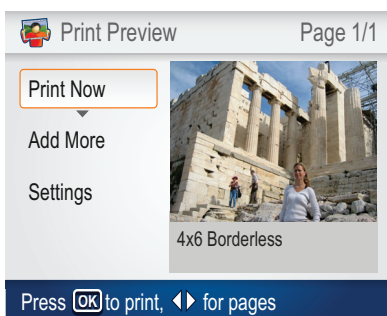 Print Preview Page 1/1
Print Now
Add More
Settings
4x6 Borderless
Press OK to print, for pages